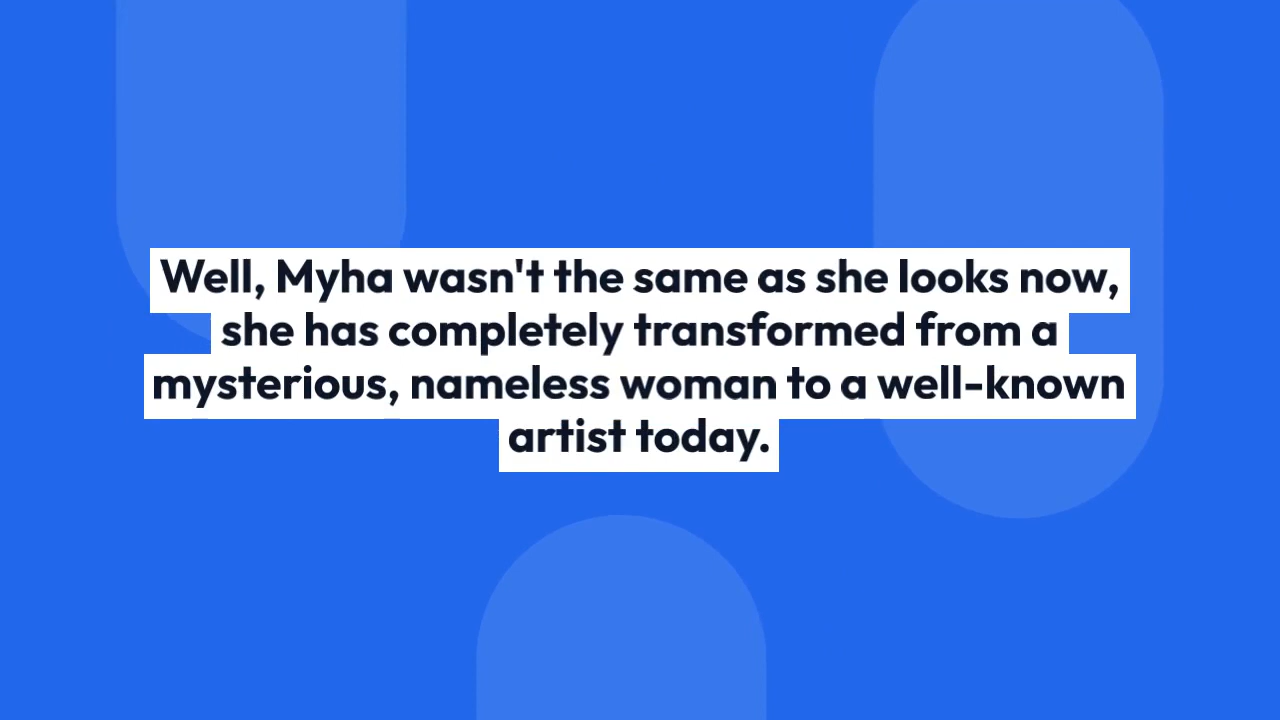 Well, Myha wasn't the same as she looks now,
she has completely transformed from a
mysterious, nameless woman to a well-known
artist today.